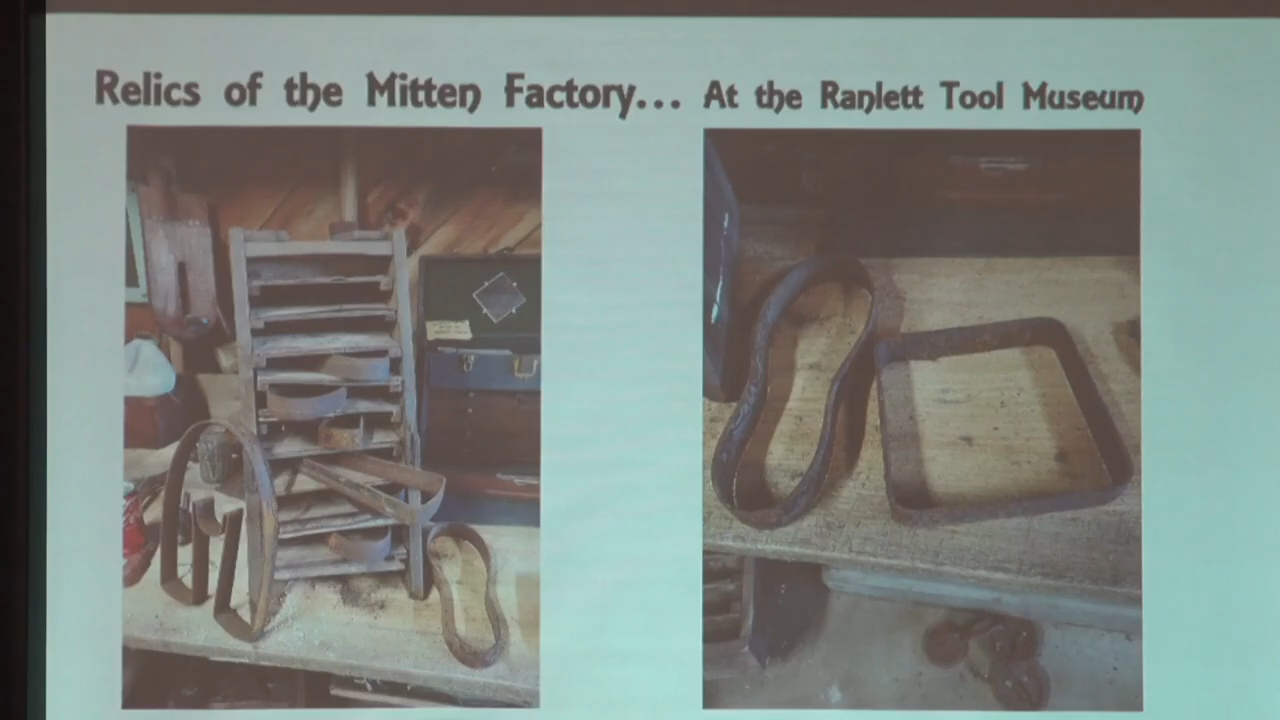 Relics of the Mitten Factory... At the Ranlett Tool Museum